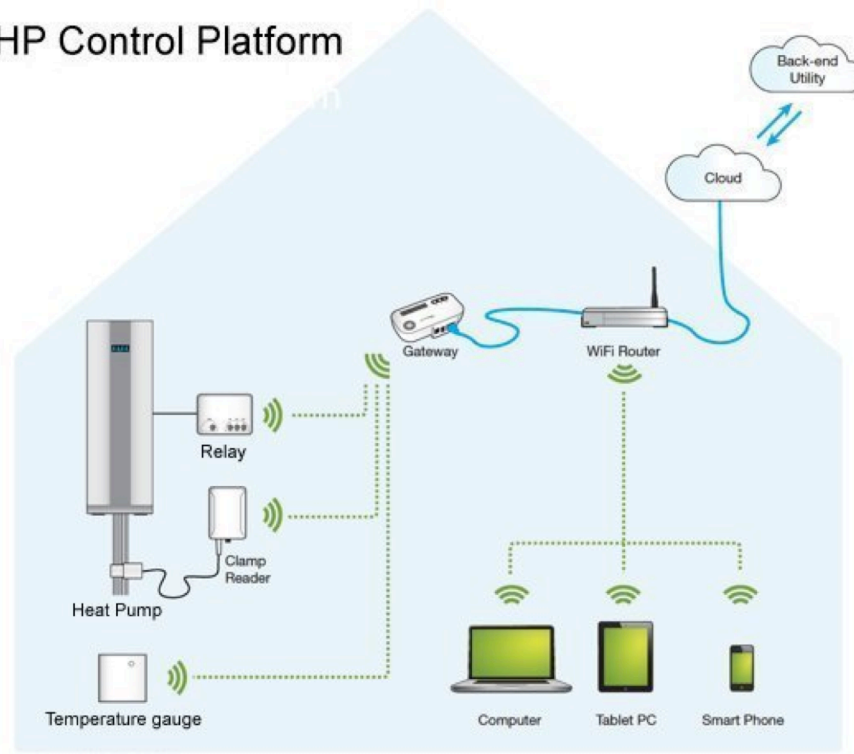 HP Control Platform
Back-end
Utility
Cloud
Gateway
WiFi Router
Relay
Clamp
Reader
Heat Pump
Temperature gauge
Computer
Tablet PC
Smart Phone